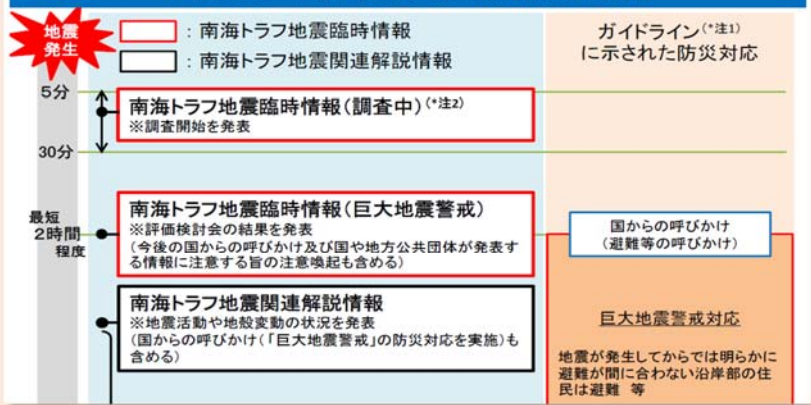 地震
発生
：南海トラフ地震臨時情報
：南海トラフ地震関連解説情報
ガイドライン(*注1)
に示された防災対応
5分
南海トラフ地震臨時情報(調査中)(*注2)
※調査開始を発表
30分
南海トラフ地震臨時情報(巨大地震警戒)
※評価検討会の結果を発表
(今後の国からの呼びかけ及び国や地方公共団体が発表す
る情報に注意する旨の注意喚起も含める)
最短
2時間
程度
国からの呼びかけ
(避難等の呼びかけ)
南海トラフ地震関連解説情報
※地震活動や地殻変動の状況を発表
(国からの呼びかけ(「巨大地震警戒」の防災対応を実施)も
含める)
巨大地震警戒対応
地震が発生してからでは明らかに
避難が間に合わない沿岸部の住
民は避難 等